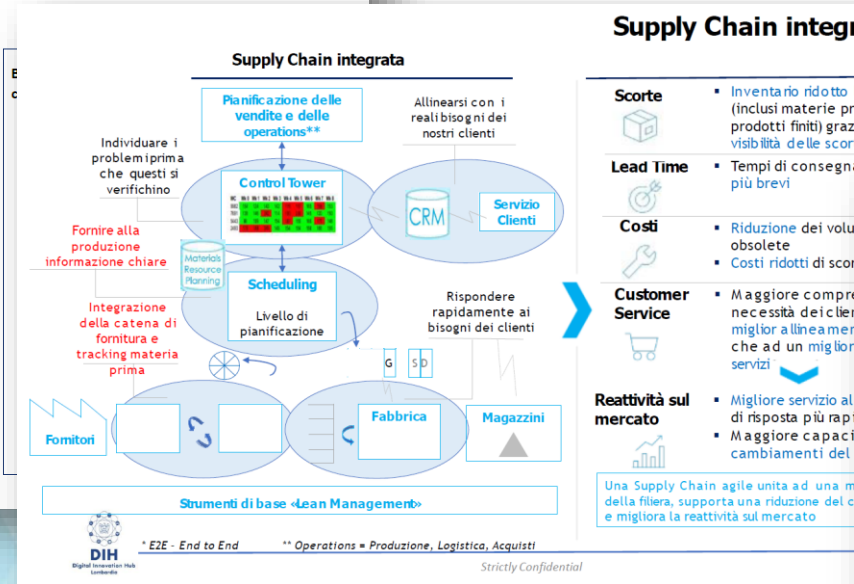 Supply Chain integr
Supply Chain integrata
Pianificazione delle
vendite e delle
operations**
Allinearsi con i
reali bisogni dei
nostri clienti
Individuare i
problemi prima
che questi si
verifichino
Control Tower
CRM
Servizio
Clienti
Fornire alla
produzione
informazione chiare
Materials
Resource
Planning
Scheduling
Livello di
pianificazione
Integrazione
della catena di
fornitura e
tracking materia
prima
Rispondere
rapidamente ai
bisogni dei clienti
G
S D
Fornitori
Fabbrica
Magazzini
Strumenti di base «Lean Management»
DIH
Digital Innovation Hub
Lombardia
* E2E – End to End
** Operations = Produzione, Logistica, Acquisti
Strictly Confidential
Scorte
Inventario ridotto
(inclusi materie pr
prodotti finiti) graz
visibilità delle scor
Lead Time
Tempi di consegna
più brevi
Costi
Riduzione dei volu
obsolete
Costi ridotti di scor
Customer
Service
Maggiore compre
necessità dei clien
miglior allineamen
che ad un miglior
servizi
Reattività sul
mercato
Migliore servizio al
di risposta più rapi
Maggiore capaci
cambiamenti del
Una Supply Chain agile unita ad una m
della filiera, supporta una riduzione del c
e migliora la reattività sul mercato